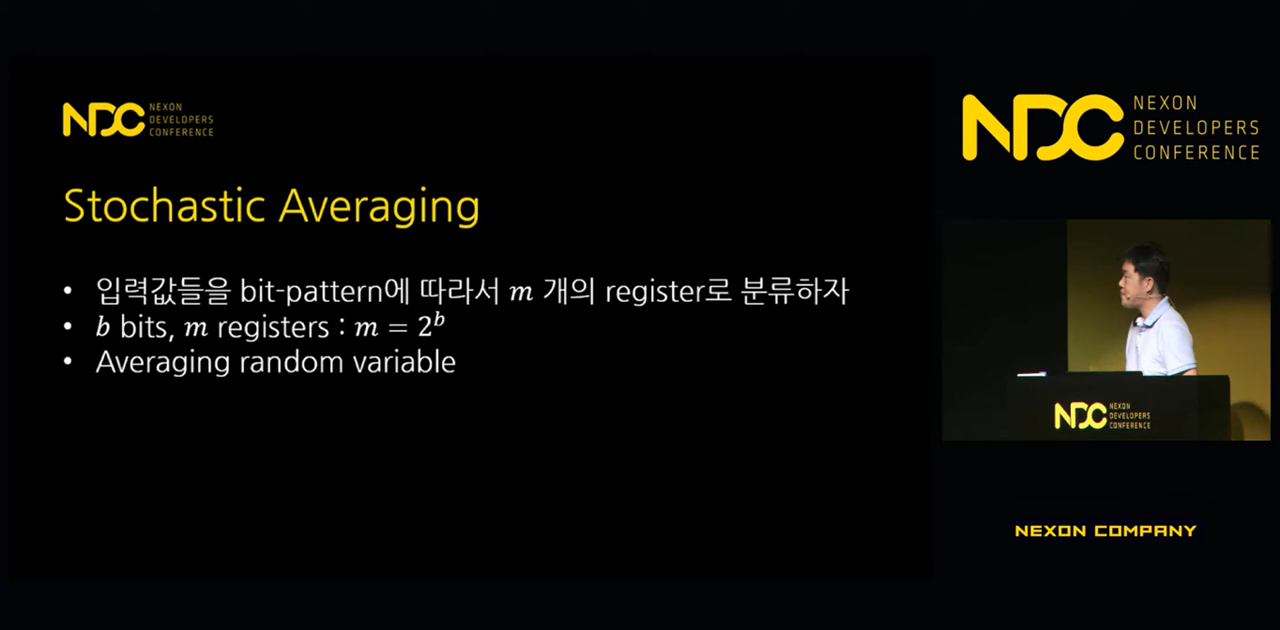 NDC NEXON
DEVELOPERS
CONFERENCE
Stochastic Averaging
• 입력값들을 bit-pattern에 따라서 m 개의 register로 분류하자
• b bits, m registers : m = 2^b
• Averaging random variable
NDC NEXON
DEVELOPERS
CONFERENCE
NDC NEXON
DEVELOPERS
CONFERENCE
NEXON COMPANY